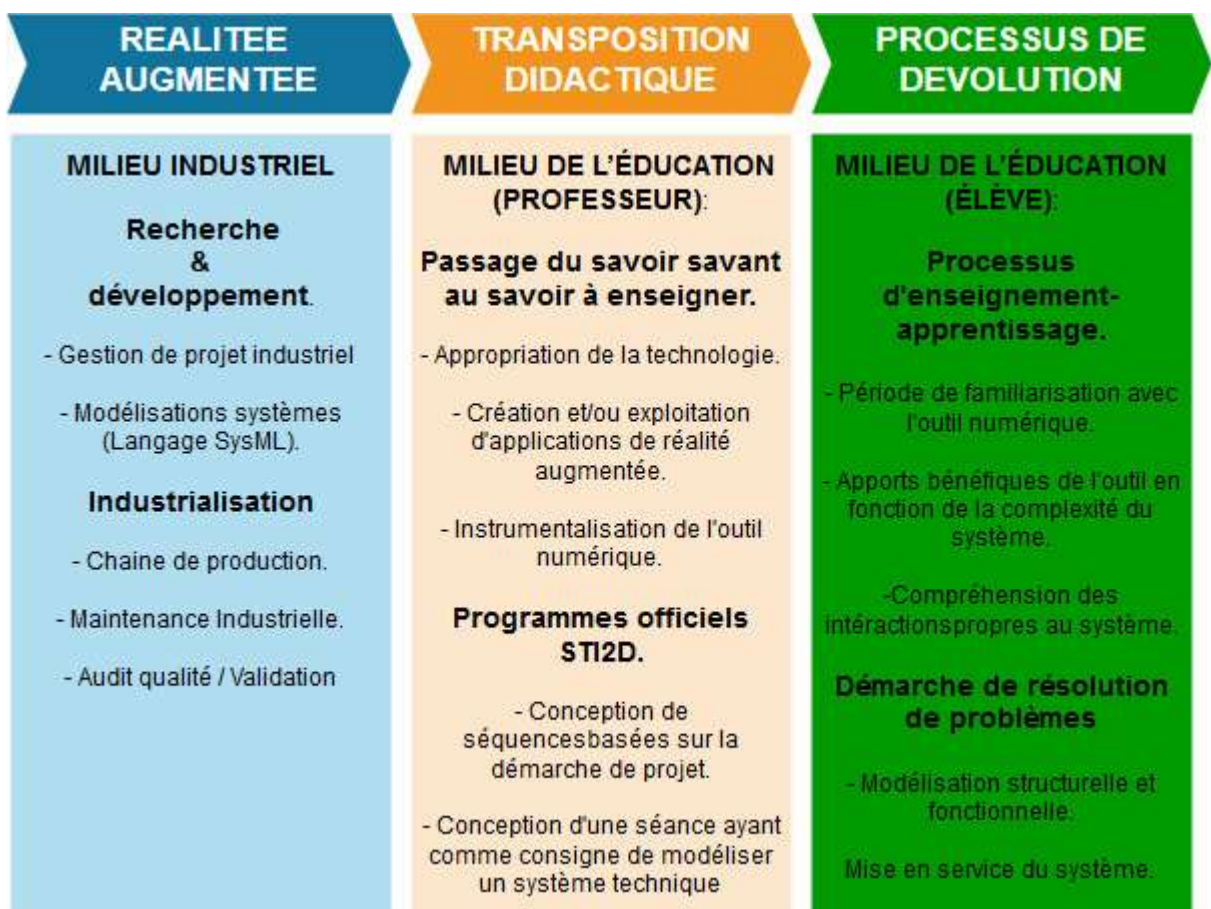 REALITEE
AUGMENTEE
TRANSPOSITION
DIDACTIQUE
PROCESSUS DE
DEVOLUTION
MILIEU INDUSTRIEL
Recherche
&
développement.
- Gestion de projet industriel
- Modélisations systèmes
(Langage SysML).
Industrialisation
- Chaine de production.
- Maintenance Industrielle.
- Audit qualité / Validation
MILIEU DE L'ÉDUCATION
(PROFESSEUR):
Passage du savoir savant
au savoir à enseigner.
- Appropriation de la technologie.
- Création et/ou exploitation
d'applications de réalité
augmentée.
- Instrumentalisation de l'outil
numérique.
Programmes officiels
STI2D.
- Conception de
séquencesbasées sur la
démarche de projet.
- Conception d'une séance ayant
comme consigne de modéliser
un système technique
MILIEU DE L'ÉDUCATION
(ÉLÈVE):
Processus
d'enseignement-
apprentissage.
- Période de familiarisation avec
l'outil numérique.
- Apports bénéfiques de l'outil en
fonction de la complexité du
système.
-Compréhension des
intéractionspropres au système.
Démarche de résolution
de problèmes
- Modélisation structurelle et
fonctionnelle.
Mise en service du système.